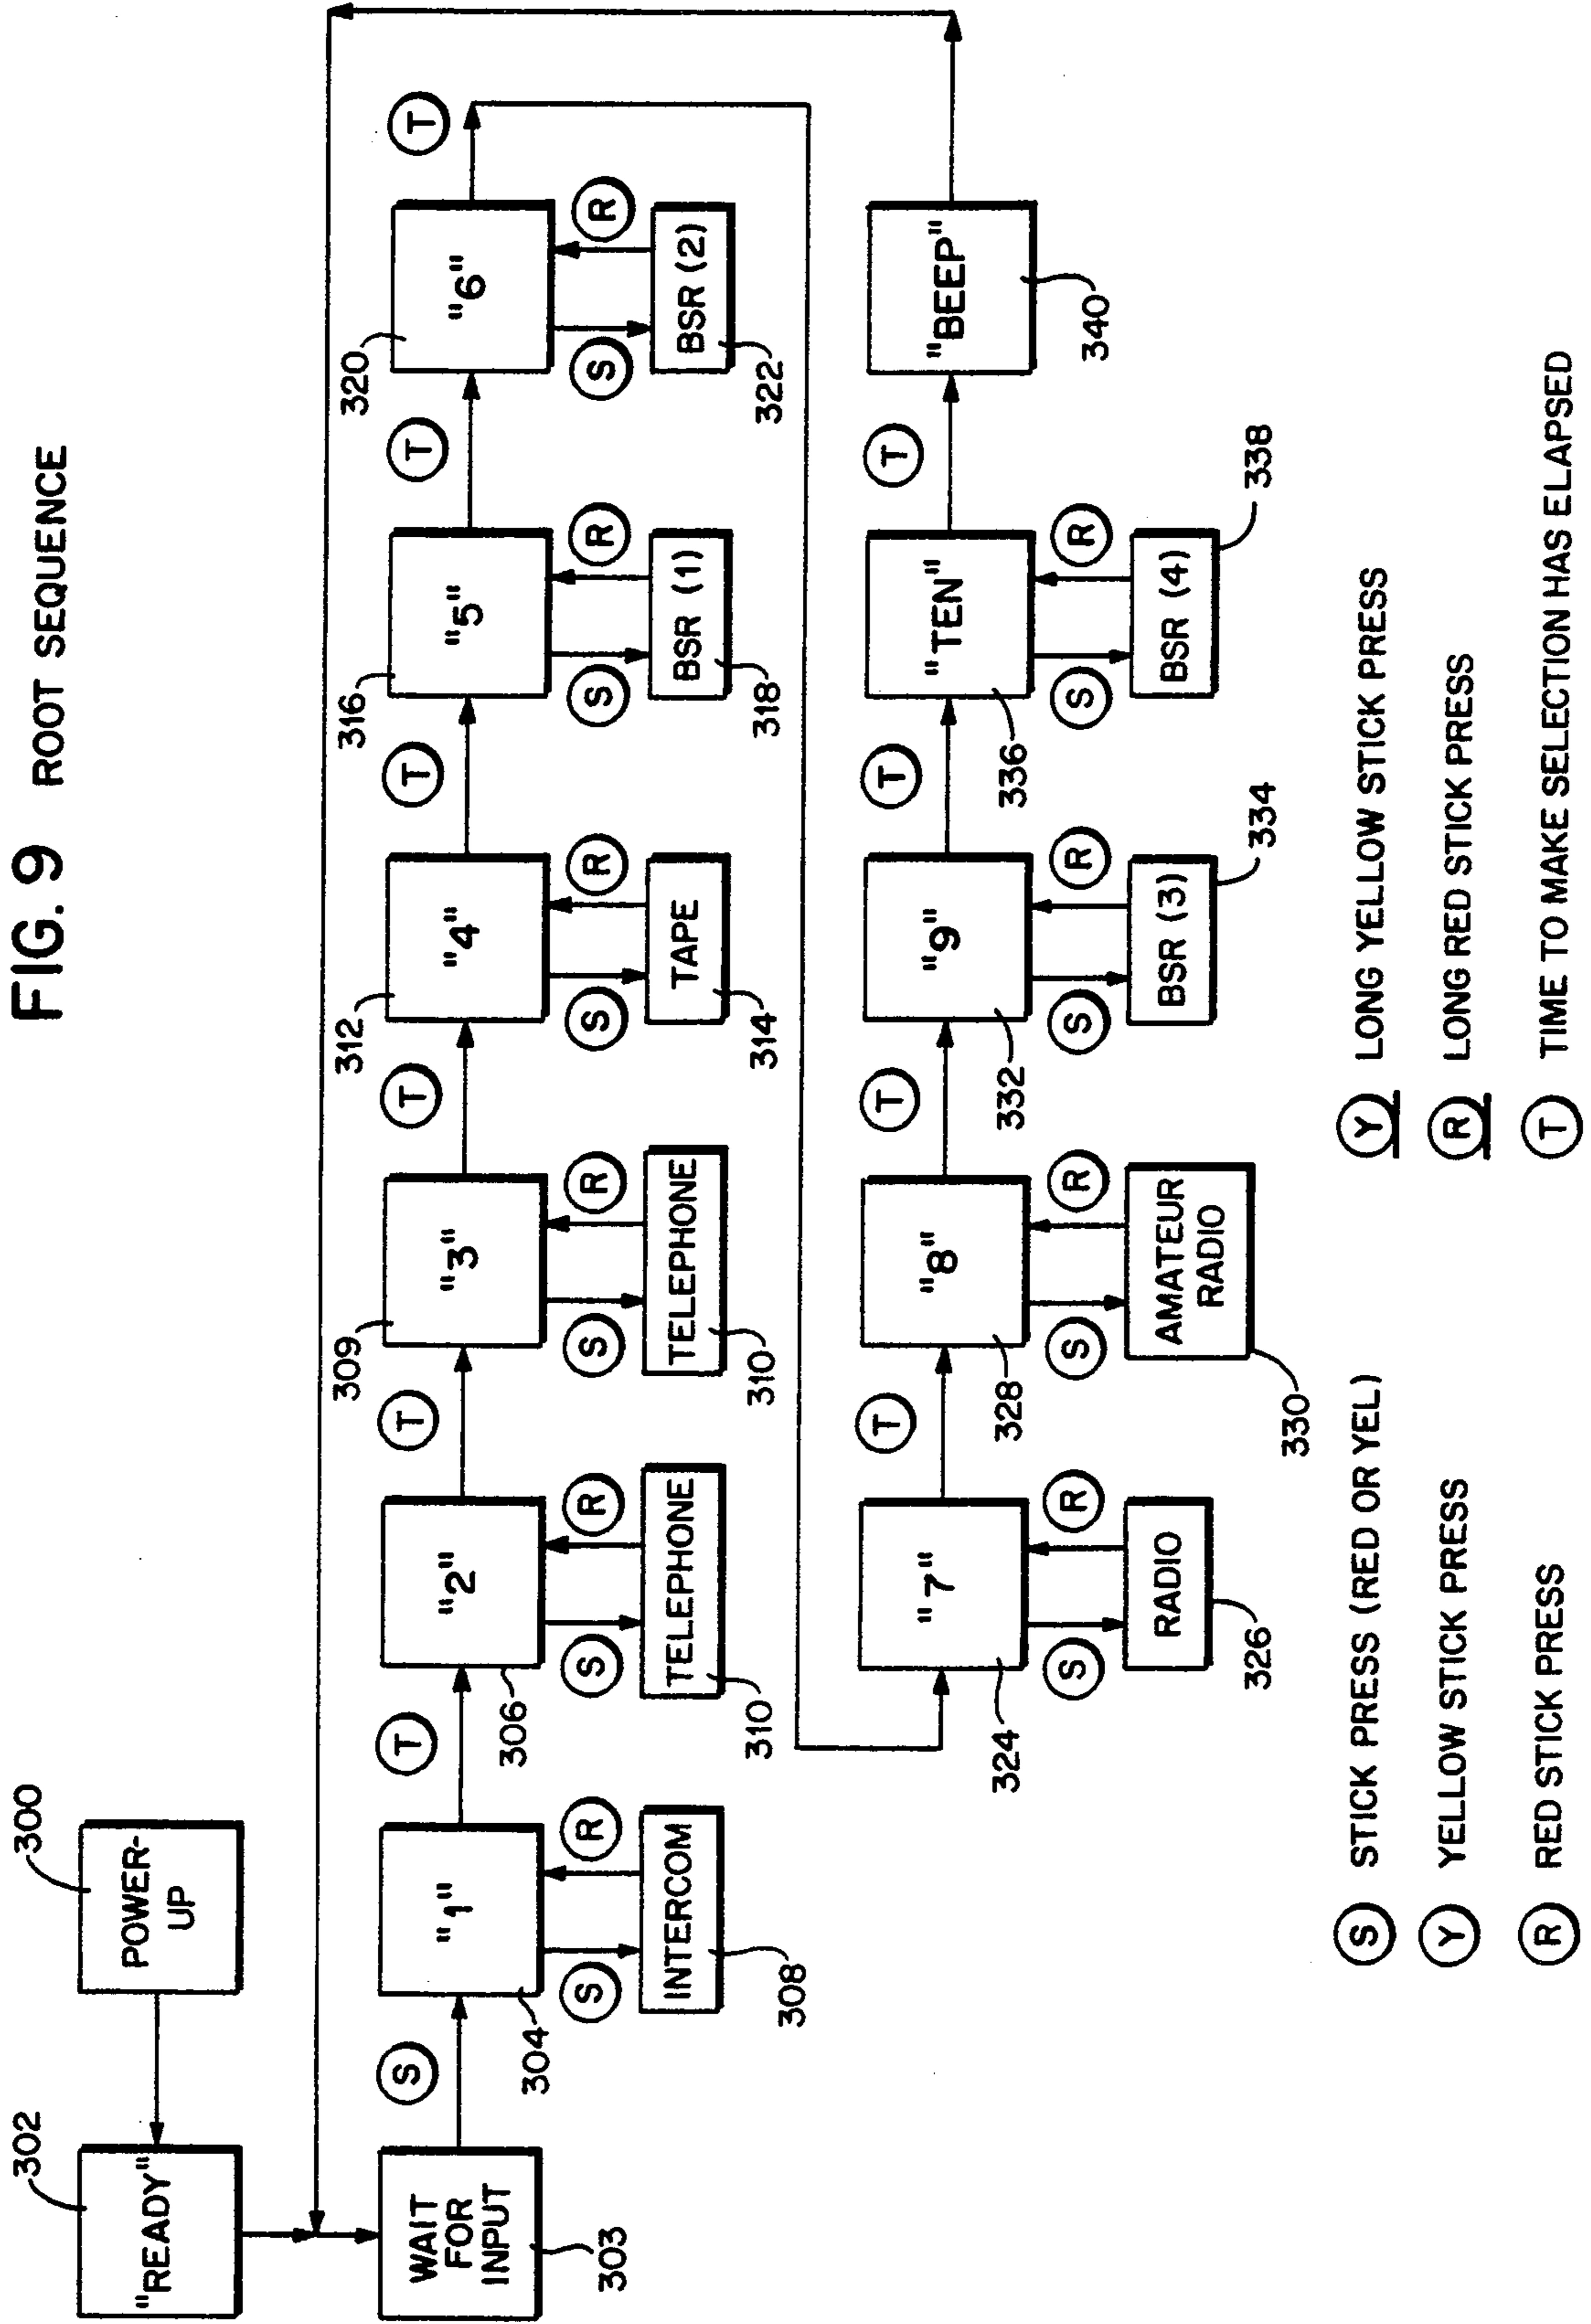 FIG. 9 ROOT SEQUENCE
300
POWER-
UP
302
"READY"
WAIT
FOR
INPUT
303
S
"1"
304
S
R
INTERCOM
308
T
"2"
306
S
R
TELEPHONE
310
T
"3"
309
S
R
TELEPHONE
310
T
"4"
312
S
R
TAPE
314
T
"5"
316
S
R
BSR (1)
318
T
"6"
320
S
R
BSR (2)
322
T
"7"
324
S
R
RADIO
326
T
"8"
328
S
R
AMATEUR
RADIO
330
T
"9"
332
S
R
BSR (3)
334
T
"TEN"
336
S
R
BSR (4)
338
T
"BEEP"
340
S STICK PRESS (RED OR YEL)
Y YELLOW STICK PRESS
R RED STICK PRESS
Y LONG YELLOW STICK PRESS
R LONG RED STICK PRESS
T TIME TO MAKE SELECTION HAS ELAPSED